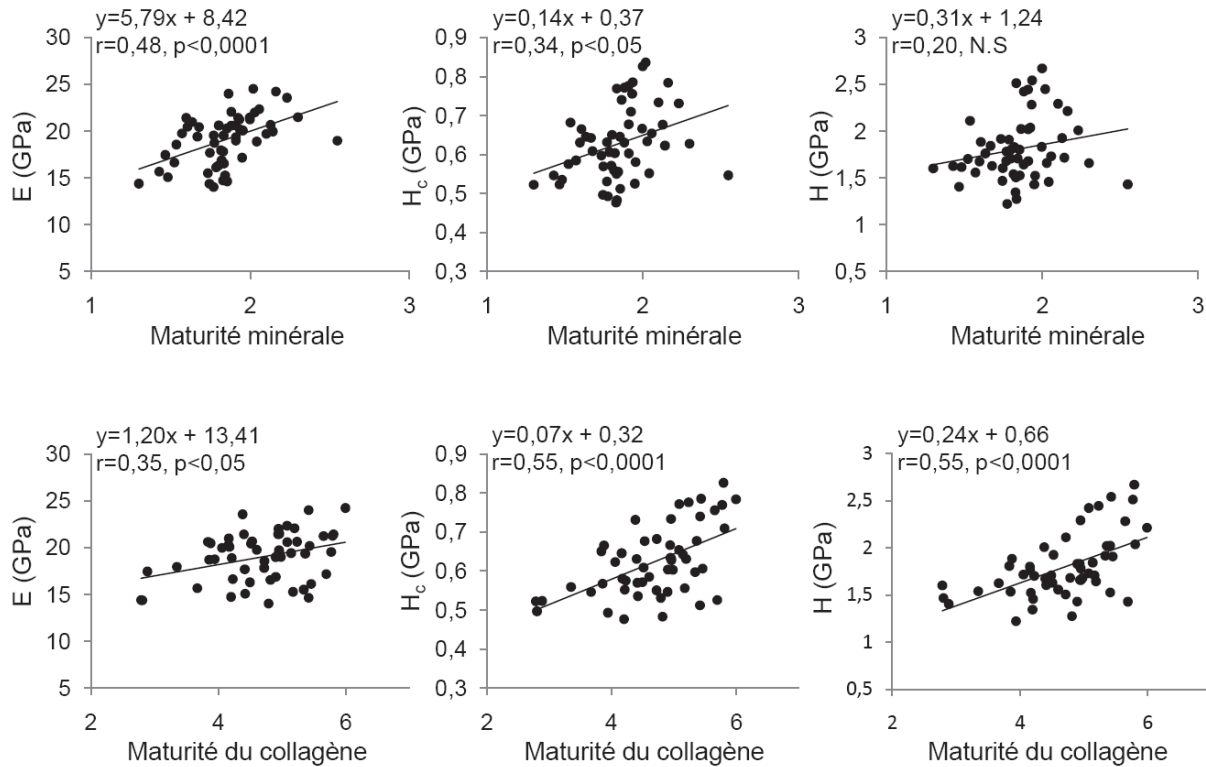 y=5,79x + 8,42
r=0,48, p<0,0001
E (GPa)
30
25
20
15
10
5
1
2
3
Maturité minérale
y=0,14x + 0,37
r=0,34, p<0,05
Hc (GPa)
0,9
0,8
0,7
0,6
0,5
0,4
0,3
1
2
3
Maturité minérale
y=0,31x + 1,24
r=0,20, N.S
H (GPa)
3
2,5
2
1,5
1
0,5
1
2
3
Maturité minérale
y=1,20x + 13,41
r=0,35, p<0,05
E (GPa)
30
25
20
15
10
5
2
4
6
Maturité du collagène
y=0,07x + 0,32
r=0,55, p<0,0001
Hc (GPa)
0,9
0,8
0,7
0,6
0,5
0,4
0,3
2
4
6
Maturité du collagène
y=0,24x + 0,66
r=0,55, p<0,0001
H (GPa)
3
2,5
2
1,5
1
0,5
2
4
6
Maturité du collagène